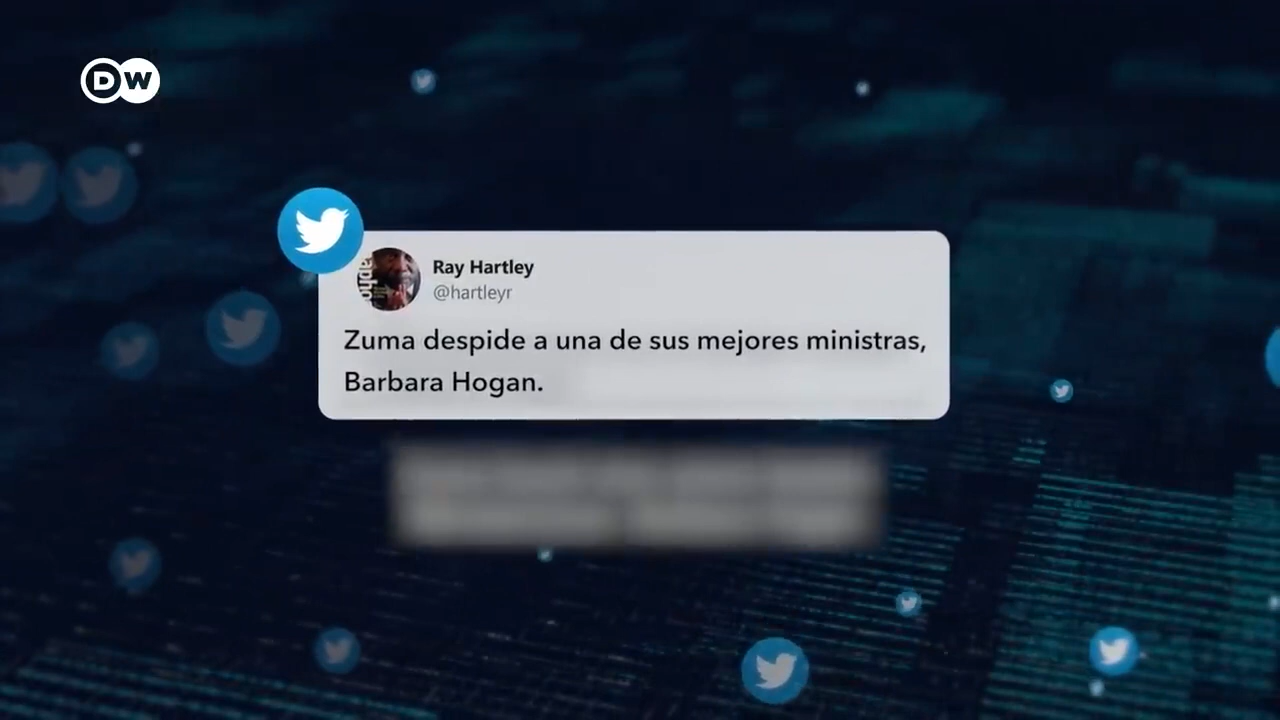 DW
Ray Hartley
@hartleyr
Zuma despide a una de sus mejores ministras,
Barbara Hogan.